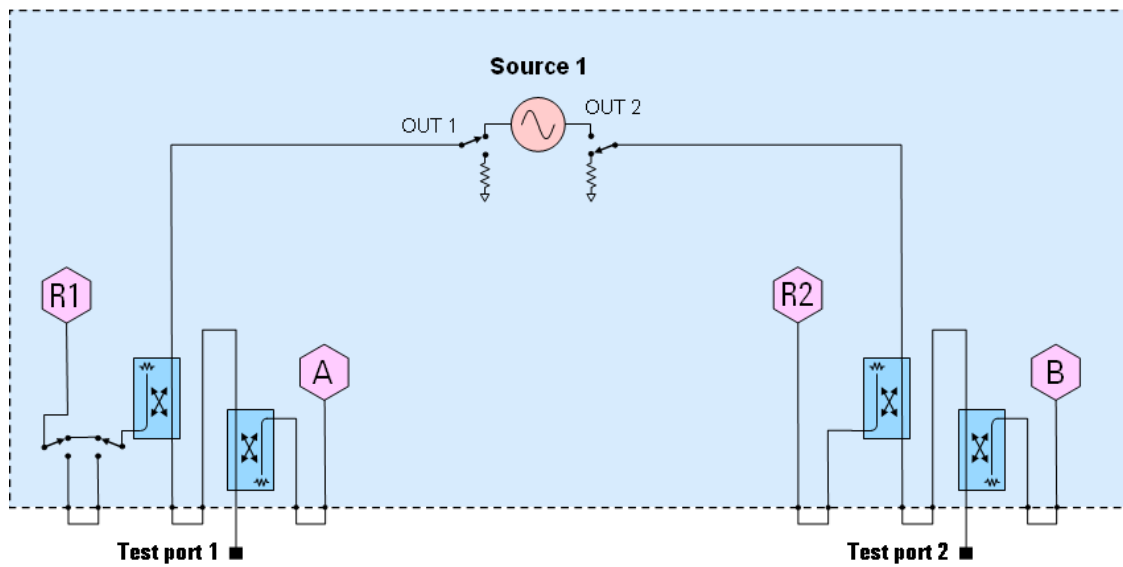 Source 1
OUT 1
OUT 2
R1
R2
A
B
Test port 1
Test port 2